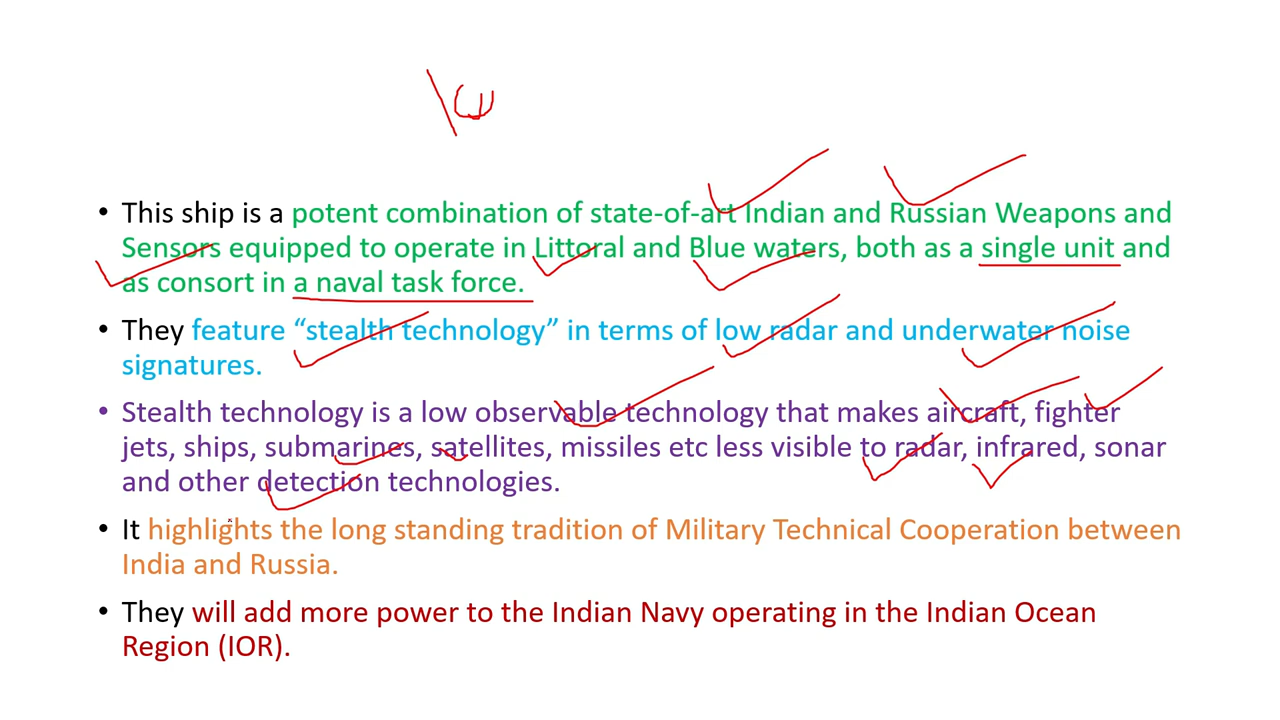 • This ship is a potent combination of state-of-art Indian and Russian Weapons and
Sensors equipped to operate in Littoral and Blue waters, both as a single unit and
as consort in a naval task force.
• They feature “stealth technology” in terms of low radar and underwater noise
signatures.
• Stealth technology is a low observable technology that makes aircraft, fighter
jets, ships, submarines, satellites, missiles etc less visible to radar, infrared, sonar
and other detection technologies.
• It highlights the long standing tradition of Military Technical Cooperation between
India and Russia.
• They will add more power to the Indian Navy operating in the Indian Ocean
Region (IOR).